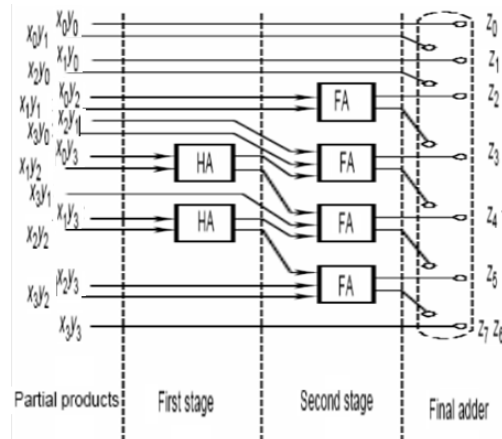 x₀y₀
x₀y₁
x₁y₀
x₂y₀
x₀y₂
x₁y₁
x₂y₁
x₃y₀
x₀y₃
x₁y₂
x₃y₁
x₁y₃
x₂y₂
x₂y₃
x₃y₂
x₃y₃
HA
HA
FA
FA
FA
FA
Z₀
Z₁
Z₂
Z₃
Z₄
Z₅
Z₇ Z₆
Partial products
First stage
Second stage
Final adder